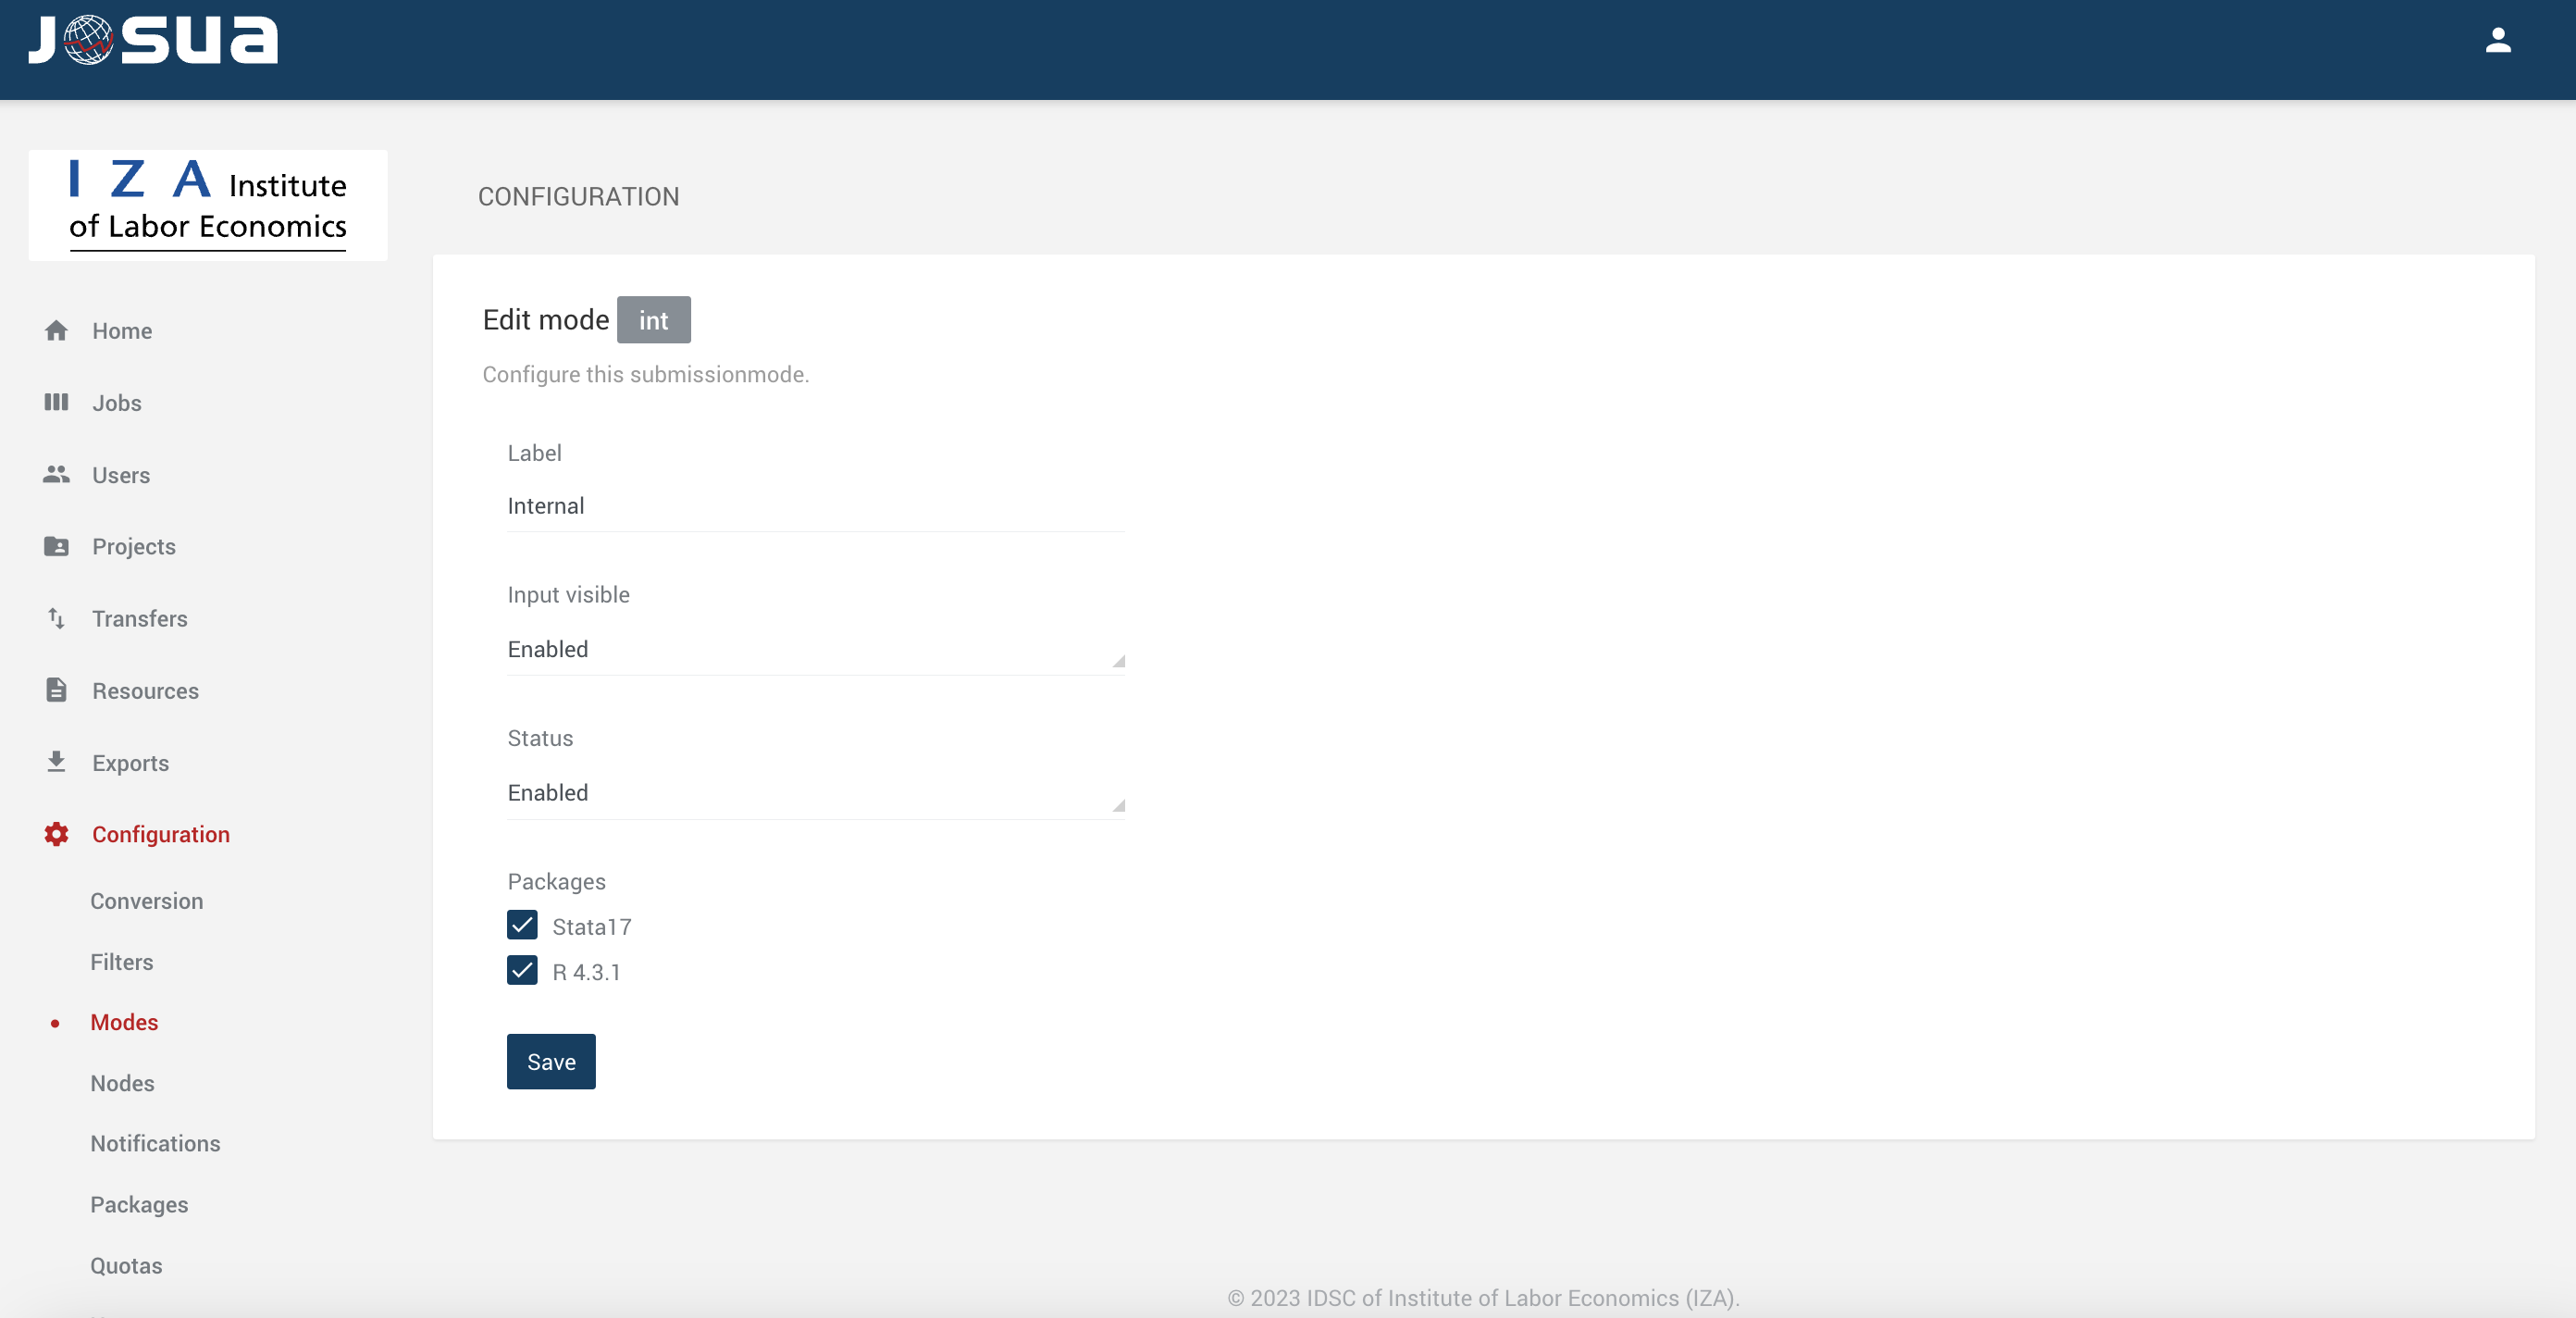 JOSUA
I Z A Institute
of Labor Economics
Home
Jobs
Users
Projects
Transfers
Resources
Exports
Configuration
Conversion
Filters
Modes
Nodes
Notifications
Packages
Quotas
CONFIGURATION
Edit mode int
Configure this submissionmode.
Label
Internal
Input visible
Enabled
Status
Enabled
Packages
Stata17
R 4.3.1
Save
© 2023 IDSC of Institute of Labor Economics (IZA).